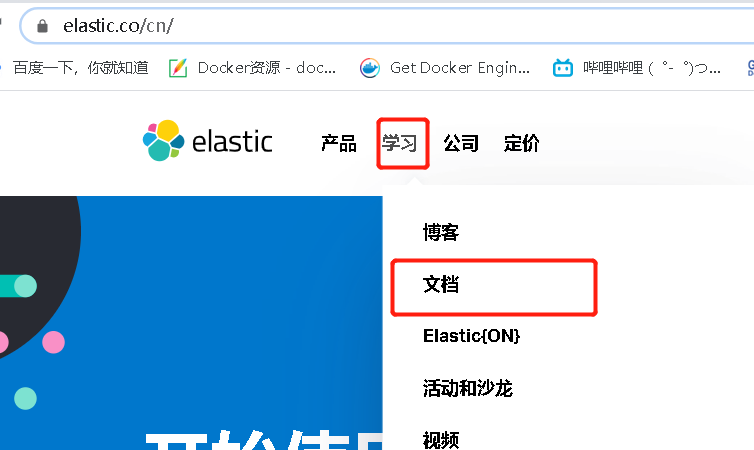 elastic.co/cn/
百度一下，你就知道 Docker资源 - doc... Get Docker Engin... 哔哩哔哩 ( ゜- ゜)つ...
elastic 产品 学习 公司 定价
博客
文档
Elastic{ON}
活动和沙龙
视频